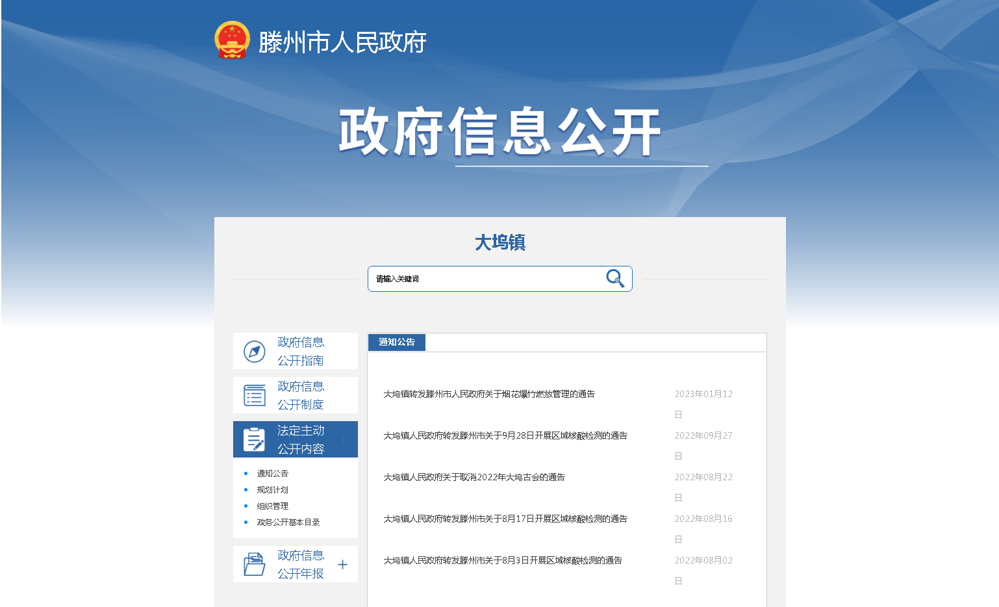 滕州市人民政府
政府信息公开
大坞镇
请输入关键词
政府信息
公开指南
政府信息
公开制度
法定主动
公开内容
通知公告
规划计划
组织管理
政务公开基本目录
政府信息
公开年报
通知公告
大坞镇转发滕州市人民政府关于烟花爆竹燃放管理的通告
2023年01月12
日
大坞镇人民政府转发滕州市关于9月28日开展区域核酸检测的通告
2022年09月27
日
大坞镇人民政府关于取消2022年大坞古会的通告
2022年08月22
日
大坞镇人民政府转发滕州市关于8月17日开展区域核酸检测的通告
2022年08月16
日
大坞镇人民政府转发滕州市关于8月3日开展区域核酸检测的通告
2022年08月02
日